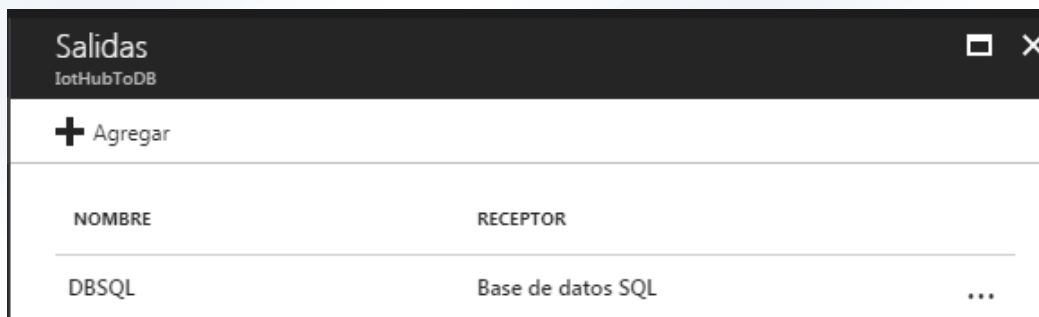 Salidas
IotHubToDB
Agregar
NOMBRE RECEPTOR
DBSQL Base de datos SQL ...